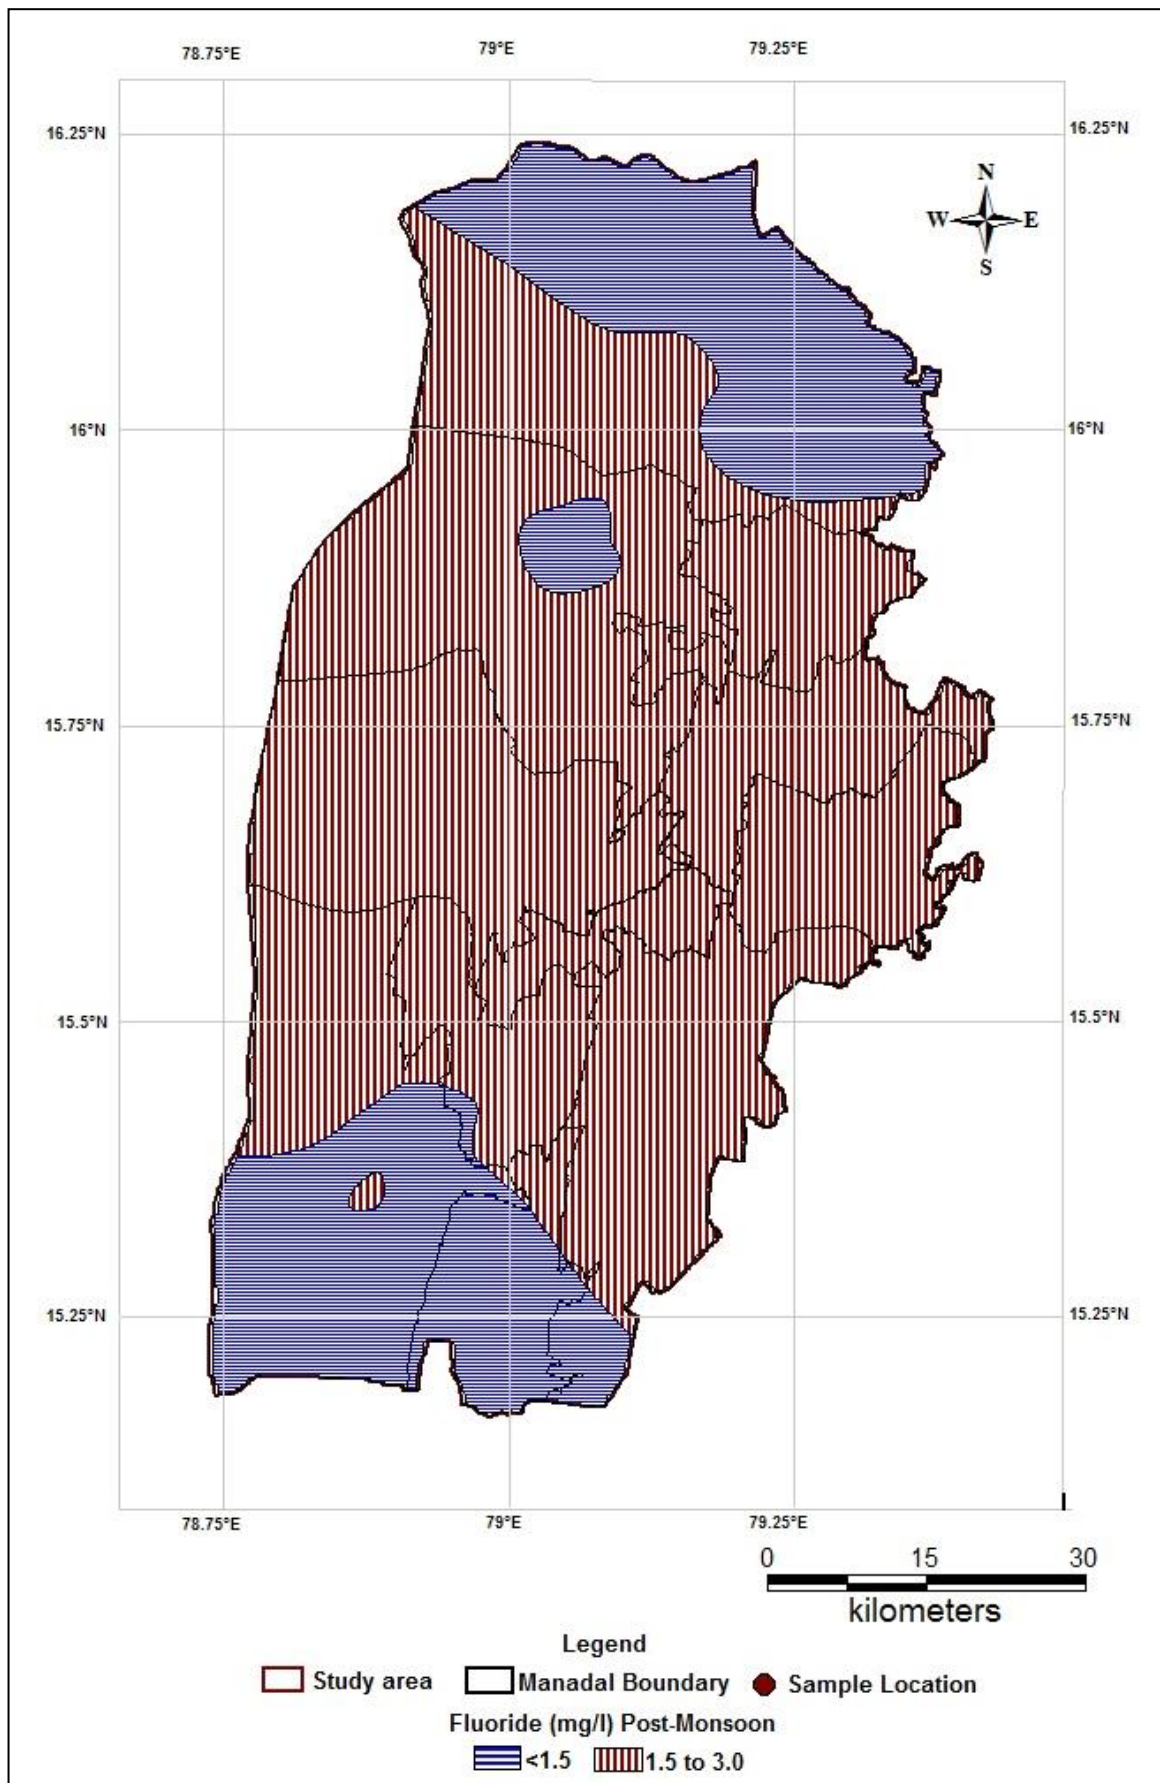 78.75°E 79°E 79.25°E
16.25°N 16.25°N
N
W E
S
16°N 16°N
15.75°N 15.75°N
15.5°N 15.5°N
15.25°N 15.25°N
78.75°E 79°E 79.25°E
0 15 30
kilometers
Legend
Study area Manadal Boundary Sample Location
Fluoride (mg/l) Post-Monsoon
<1.5 1.5 to 3.0